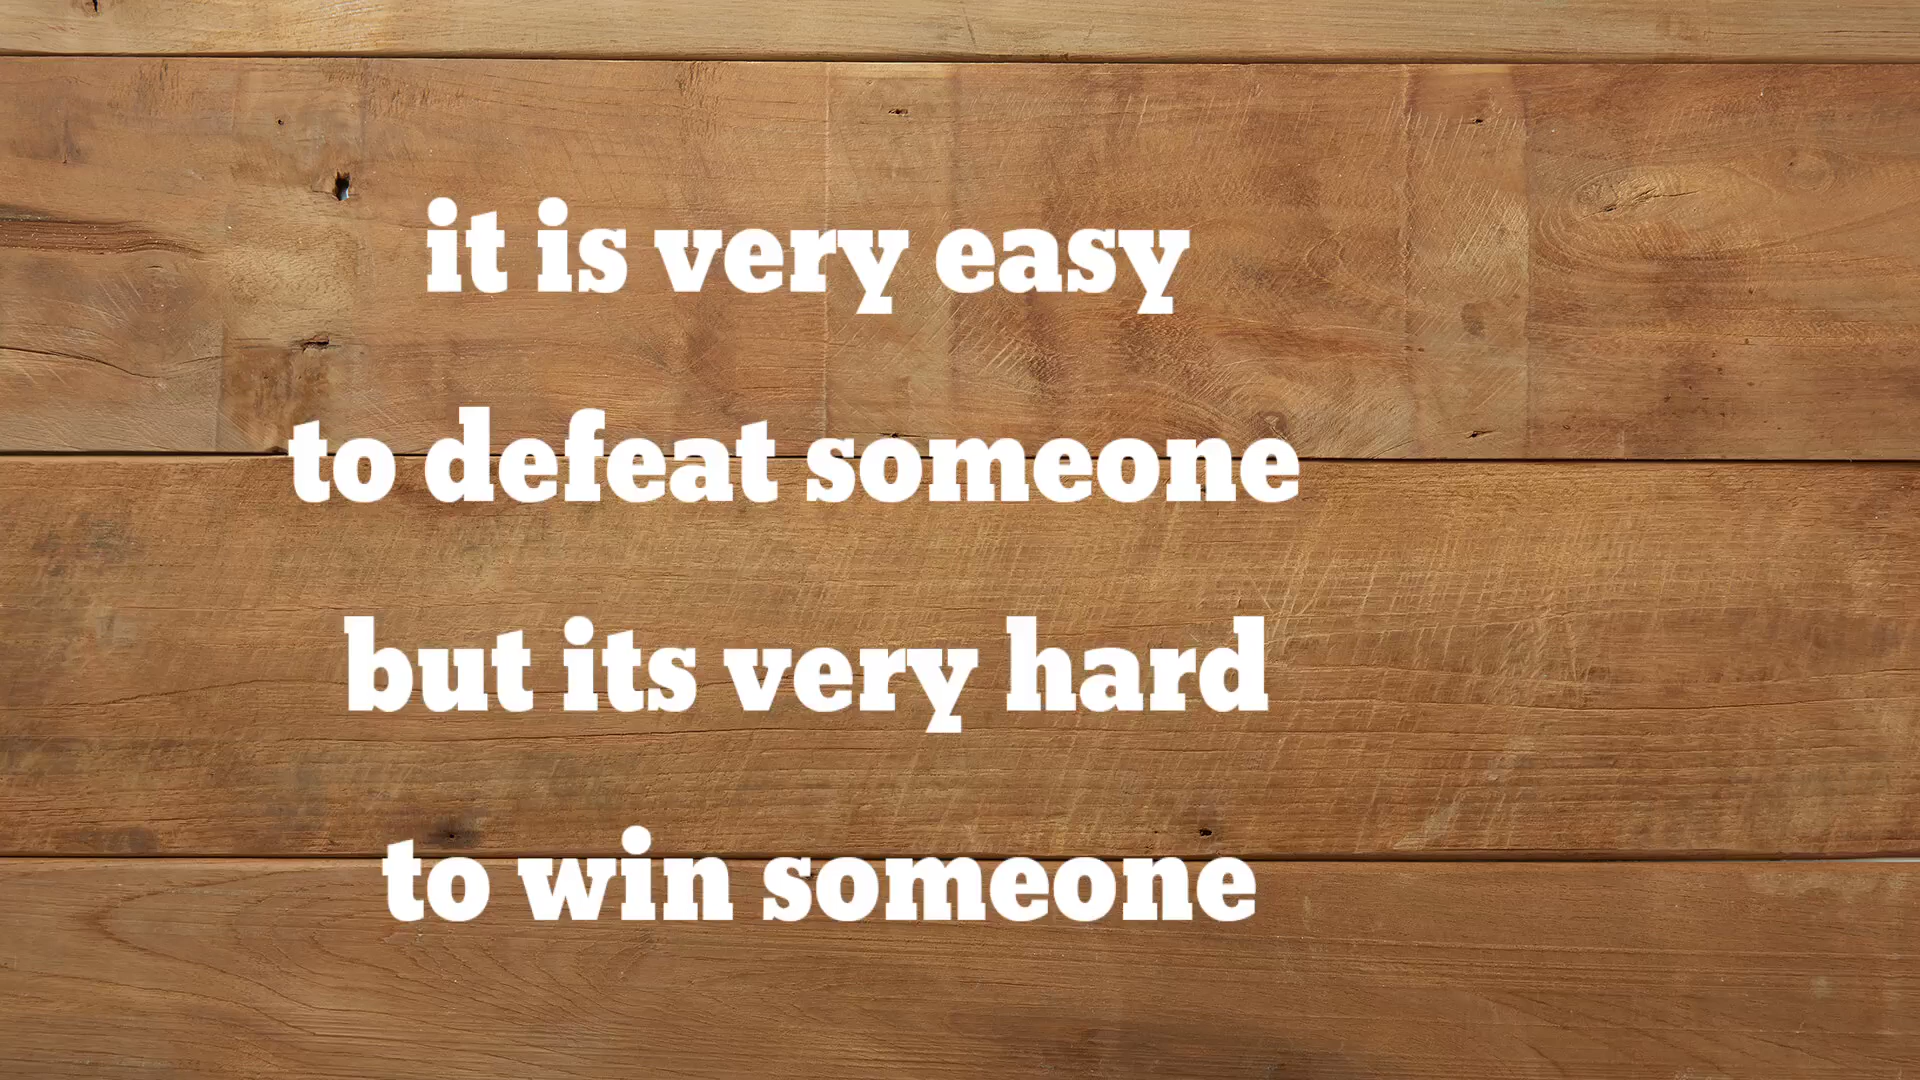 it is very easy
to defeat someone
but its very hard
to win someone